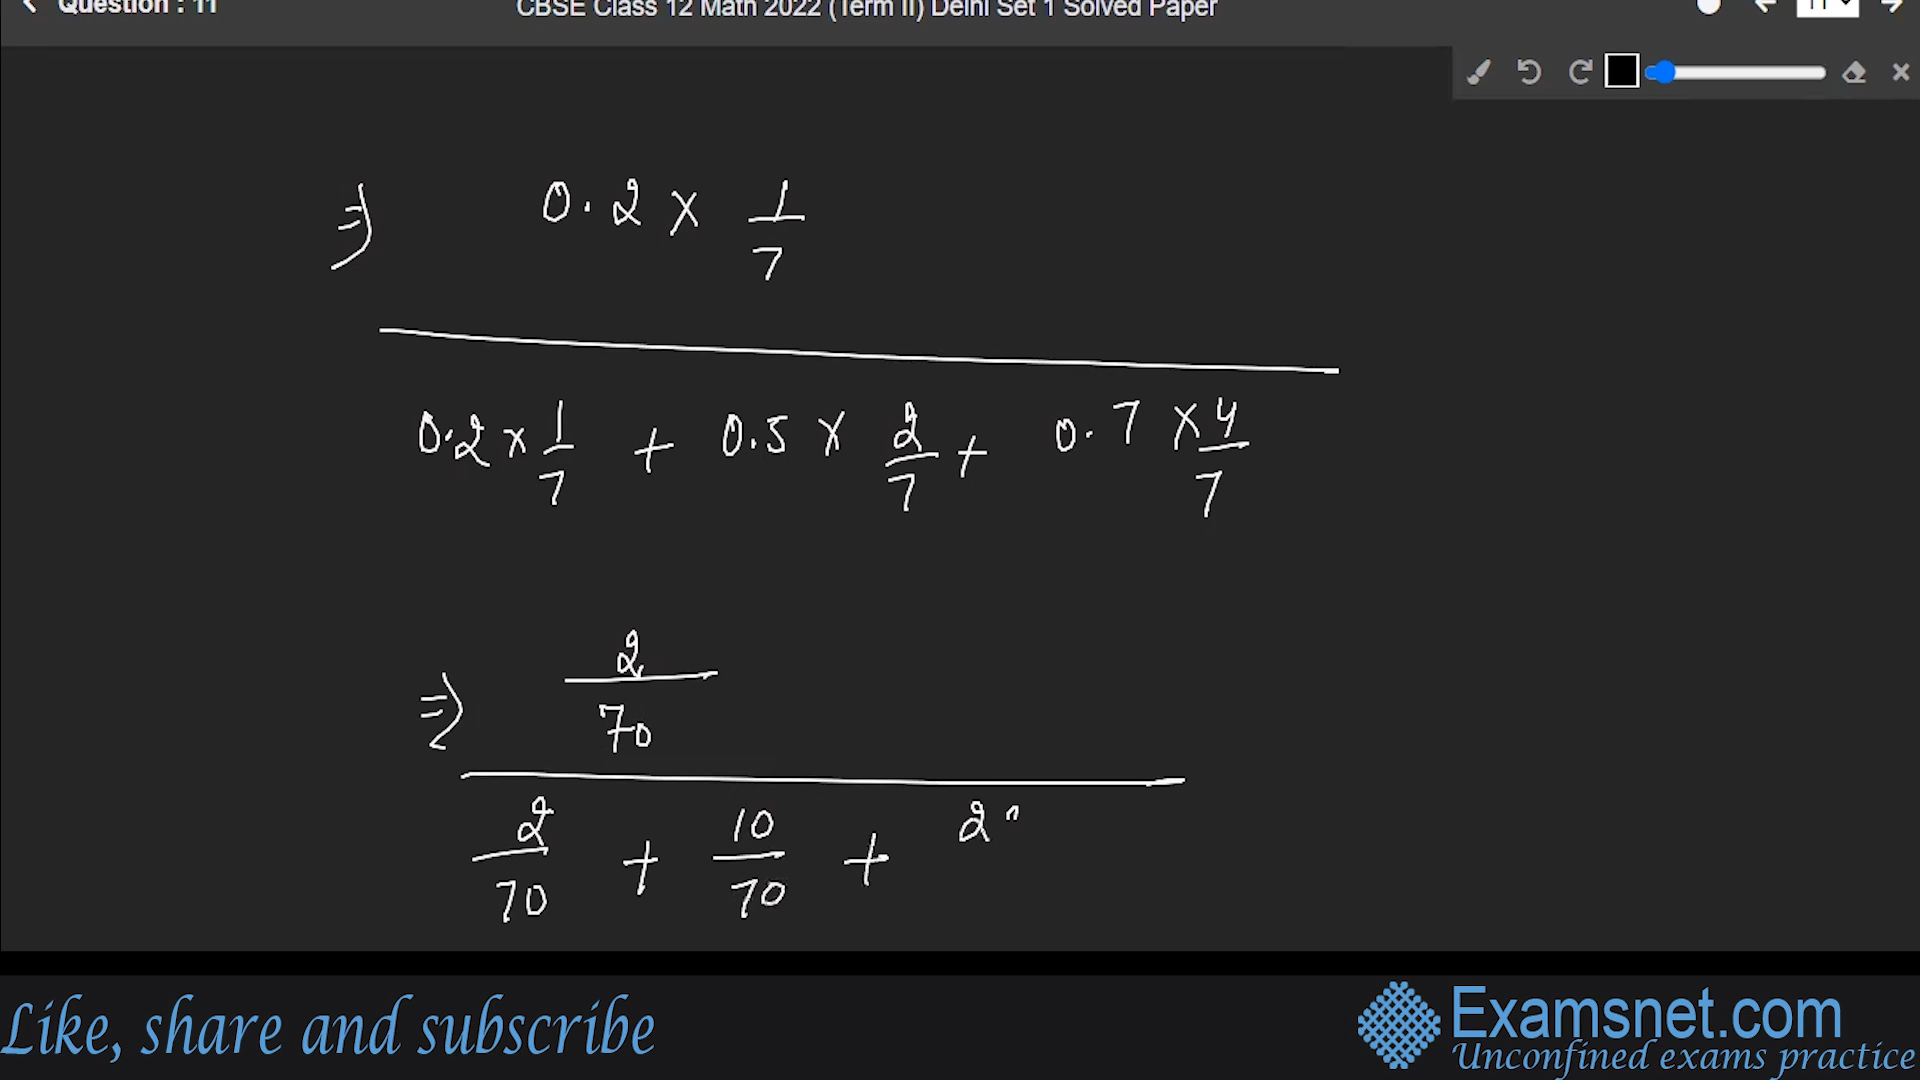 Question : 11
CBSE Class 12 Math 2022 (Term II) Delhi Set 1 Solved Paper
11
⇒ 0.2 × 1/7
0.2 × 1/7 + 0.5 × 2/7 + 0.7 × 4/7
⇒ 2/70
2/70 + 10/70 + 2
Like, share and subscribe
Examsnet.com
Unconfined exams practice